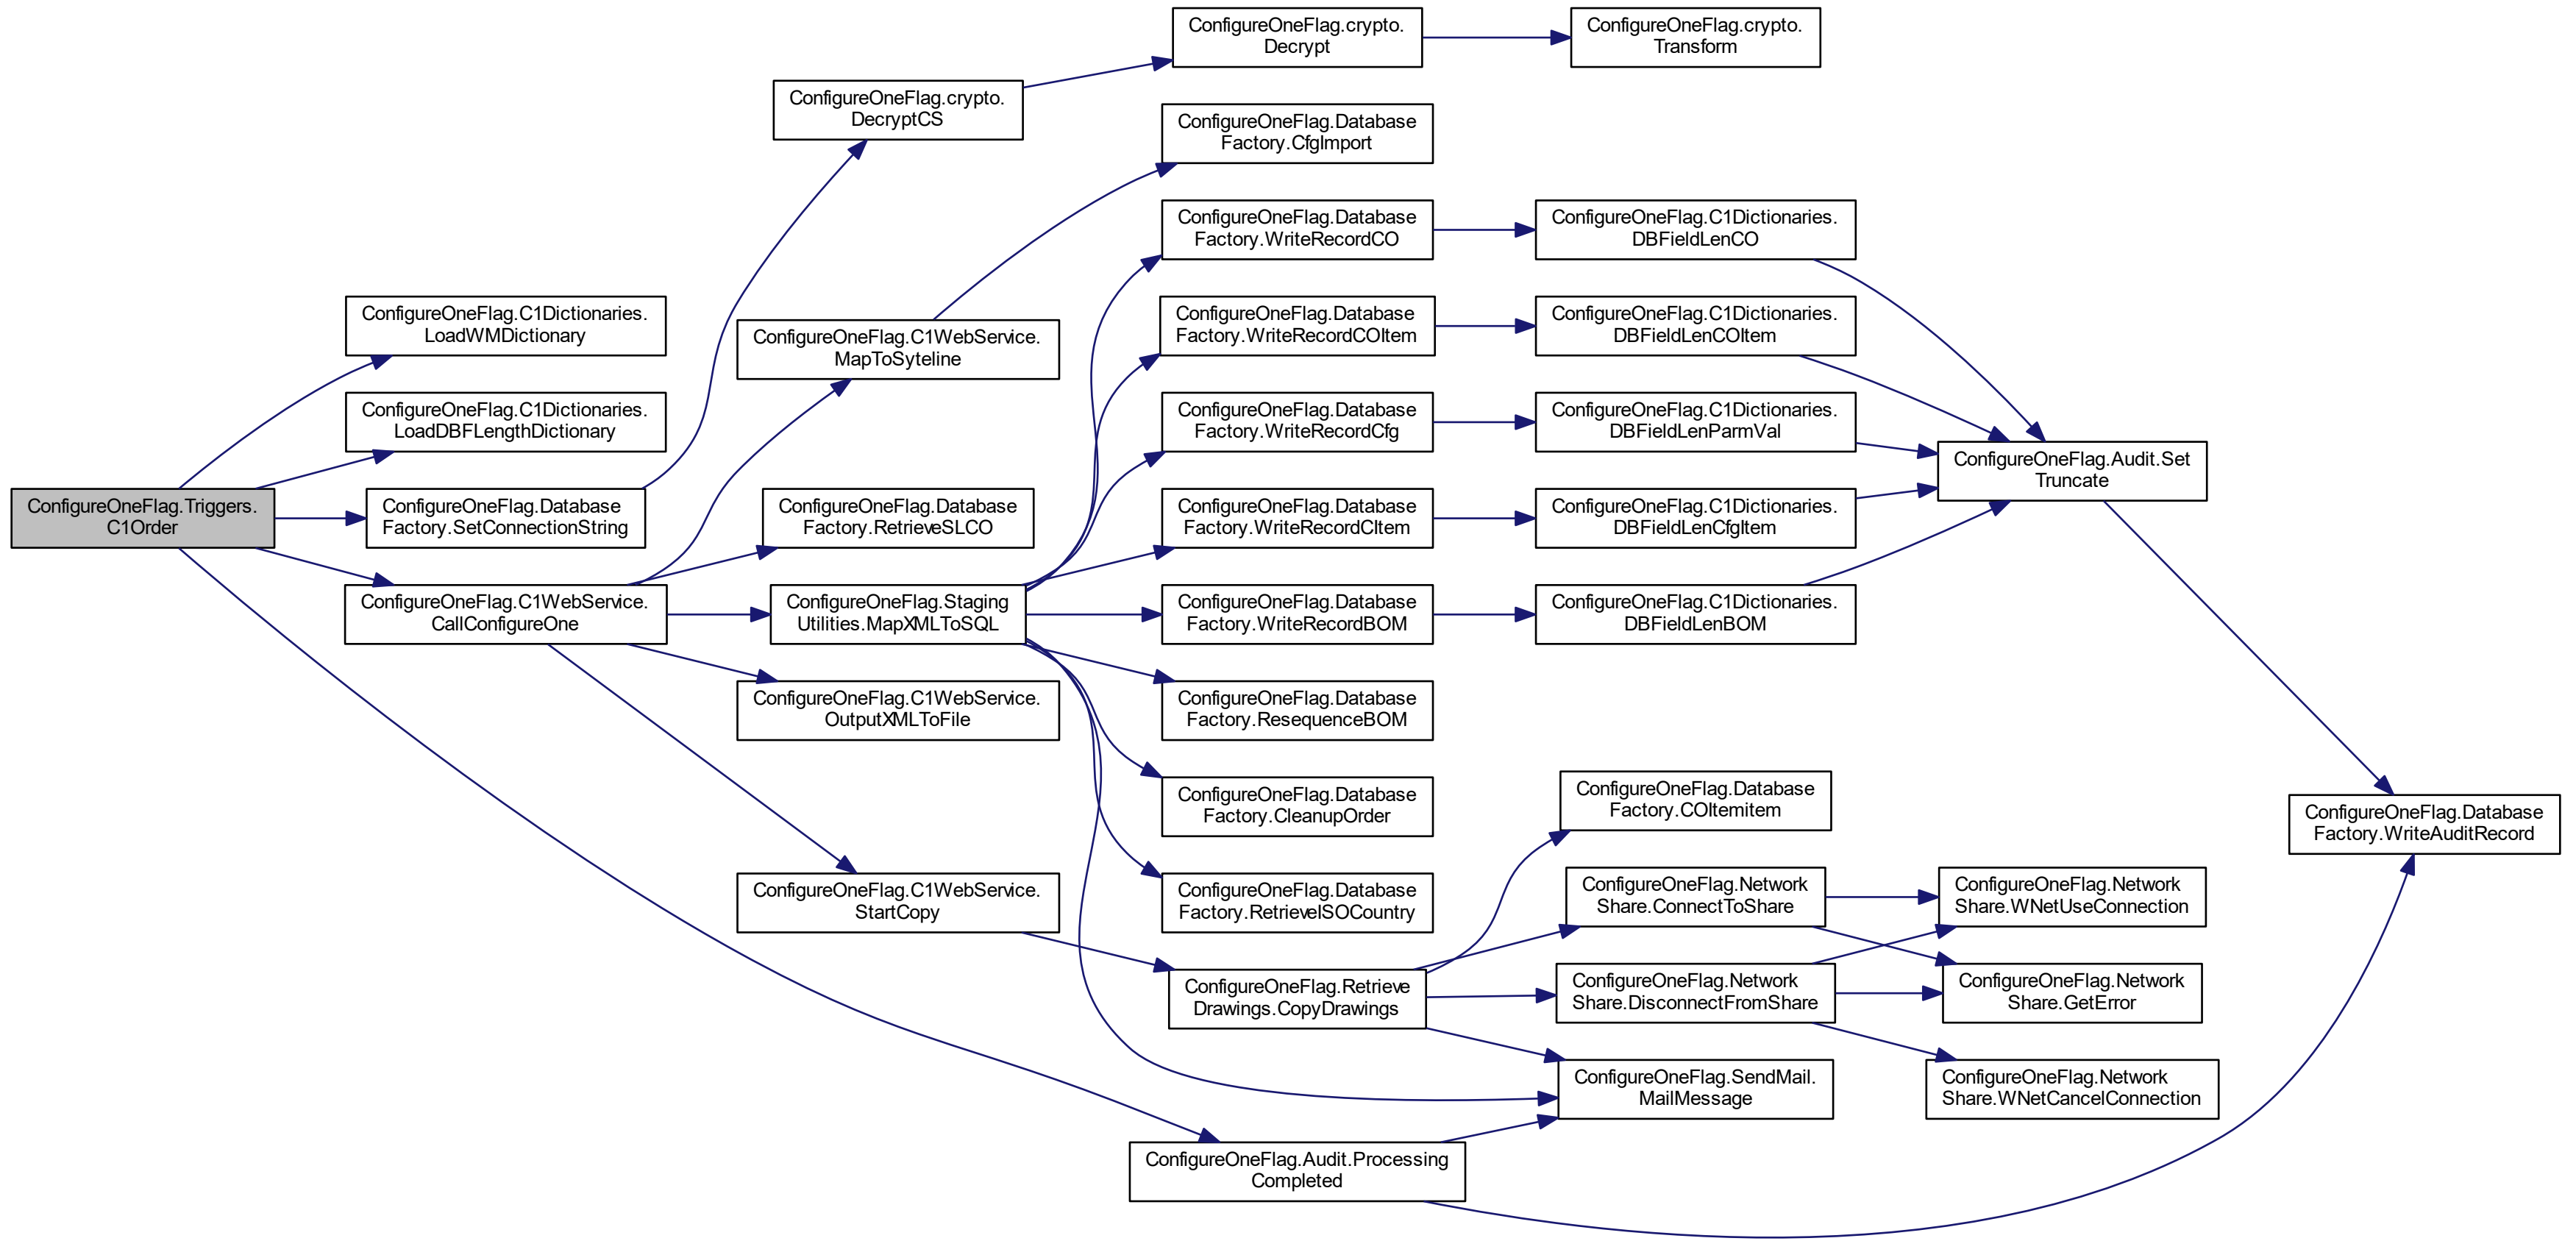 ConfigureOneFlag.Triggers.
C1Order
ConfigureOneFlag.C1Dictionaries.
LoadWMDictionary
ConfigureOneFlag.C1Dictionaries.
LoadDBFLengthDictionary
ConfigureOneFlag.Database
Factory.SetConnectionString
ConfigureOneFlag.C1WebService.
CallConfigureOne
ConfigureOneFlag.crypto.
DecryptCS
ConfigureOneFlag.C1WebService.
MapToSyteline
ConfigureOneFlag.Database
Factory.RetrieveSLCO
ConfigureOneFlag.Staging
Utilities.MapXMLToSQL
ConfigureOneFlag.C1WebService.
OutputXMLToFile
ConfigureOneFlag.C1WebService.
StartCopy
ConfigureOneFlag.crypto.
Decrypt
ConfigureOneFlag.Database
Factory.CfgImport
ConfigureOneFlag.Database
Factory.WriteRecordCO
ConfigureOneFlag.Database
Factory.WriteRecordCOItem
ConfigureOneFlag.Database
Factory.WriteRecordCfg
ConfigureOneFlag.Database
Factory.WriteRecordCItem
ConfigureOneFlag.Database
Factory.WriteRecordBOM
ConfigureOneFlag.Database
Factory.ResequenceBOM
ConfigureOneFlag.Database
Factory.CleanupOrder
ConfigureOneFlag.Database
Factory.RetrieveISOCountry
ConfigureOneFlag.Retrieve
Drawings.CopyDrawings
ConfigureOneFlag.Audit.Processing
Completed
ConfigureOneFlag.crypto.
Transform
ConfigureOneFlag.C1Dictionaries.
DBFieldLenCO
ConfigureOneFlag.C1Dictionaries.
DBFieldLenCOItem
ConfigureOneFlag.C1Dictionaries.
DBFieldLenParmVal
ConfigureOneFlag.C1Dictionaries.
DBFieldLenCfgItem
ConfigureOneFlag.C1Dictionaries.
DBFieldLenBOM
ConfigureOneFlag.Database
Factory.COItemitem
ConfigureOneFlag.Network
Share.ConnectToShare
ConfigureOneFlag.Network
Share.DisconnectFromShare
ConfigureOneFlag.SendMail.
MailMessage
ConfigureOneFlag.Audit.Set
Truncate
ConfigureOneFlag.Network
Share.WNetUseConnection
ConfigureOneFlag.Network
Share.GetError
ConfigureOneFlag.Network
Share.WNetCancelConnection
ConfigureOneFlag.Database
Factory.WriteAuditRecord